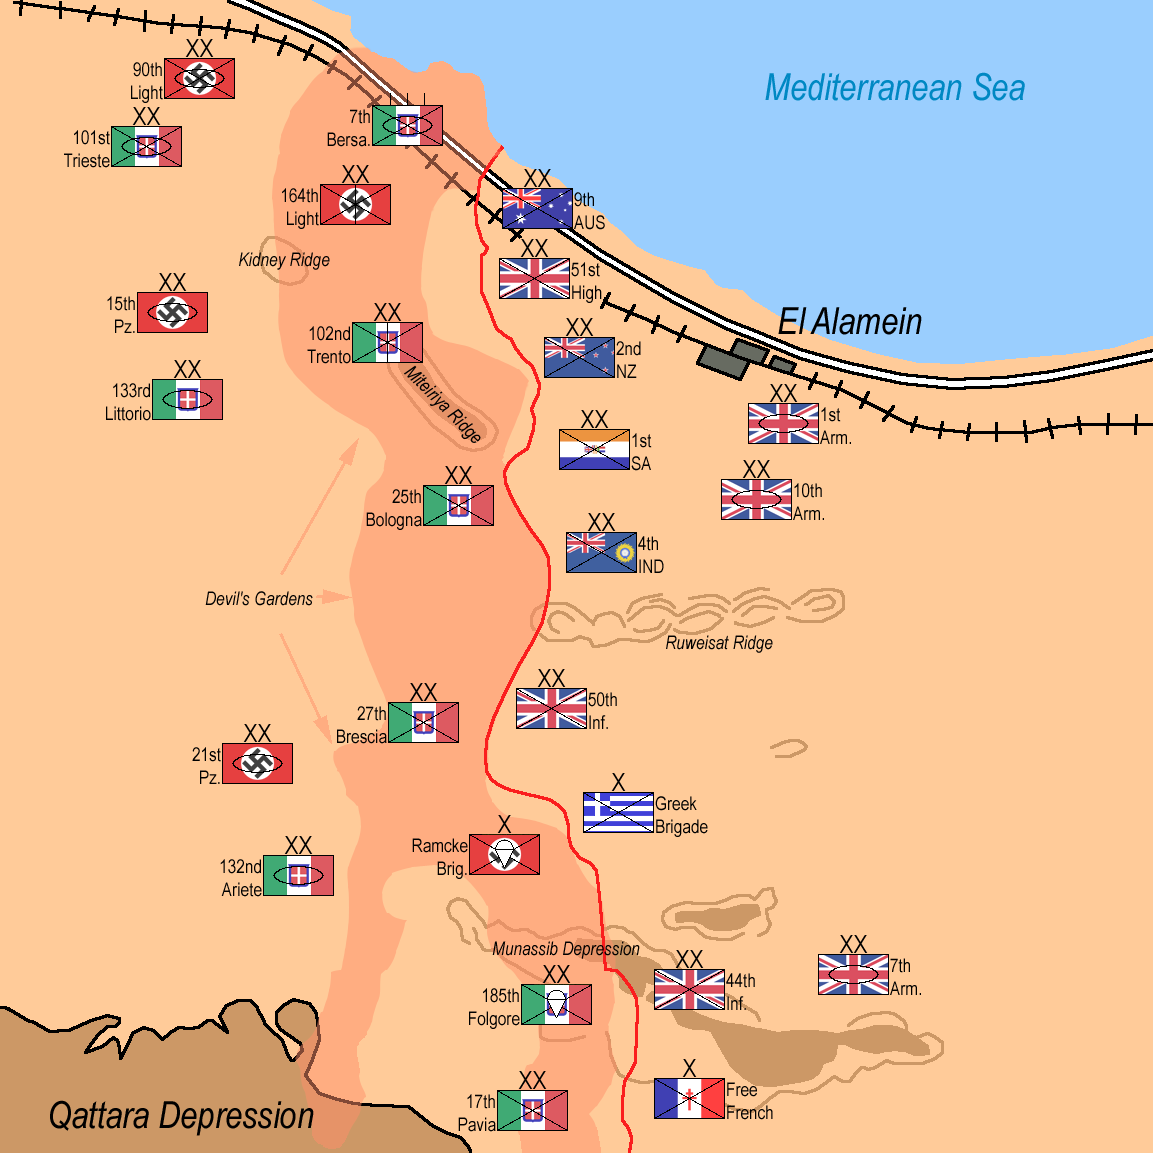 Mediterranean Sea
XX
90th
Light
XX
101st
Trieste
III
7th
Bersa.
XX
164th
Light
XX
9th
AUS
Kidney Ridge
XX
51st
High.
XX
15th
Pz.
XX
102nd
Trento
El Alamein
XX
2nd
NZ
XX
133rd
Littorio
Miteiriya Ridge
XX
1st
Arm.
XX
1st
SA
XX
25th
Bologna
XX
10th
Arm.
XX
4th
IND
Devil's Gardens
Ruweisat Ridge
XX
27th
Brescia
XX
50th
Inf.
XX
21st
Pz.
X
Greek
Brigade
X
Ramcke
Brig.
XX
132nd
Ariete
Munassib Depression
XX
7th
Arm.
XX
44th
Inf.
XX
185th
Folgore
Qattara Depression
XX
17th
Pavia
X
Free
French